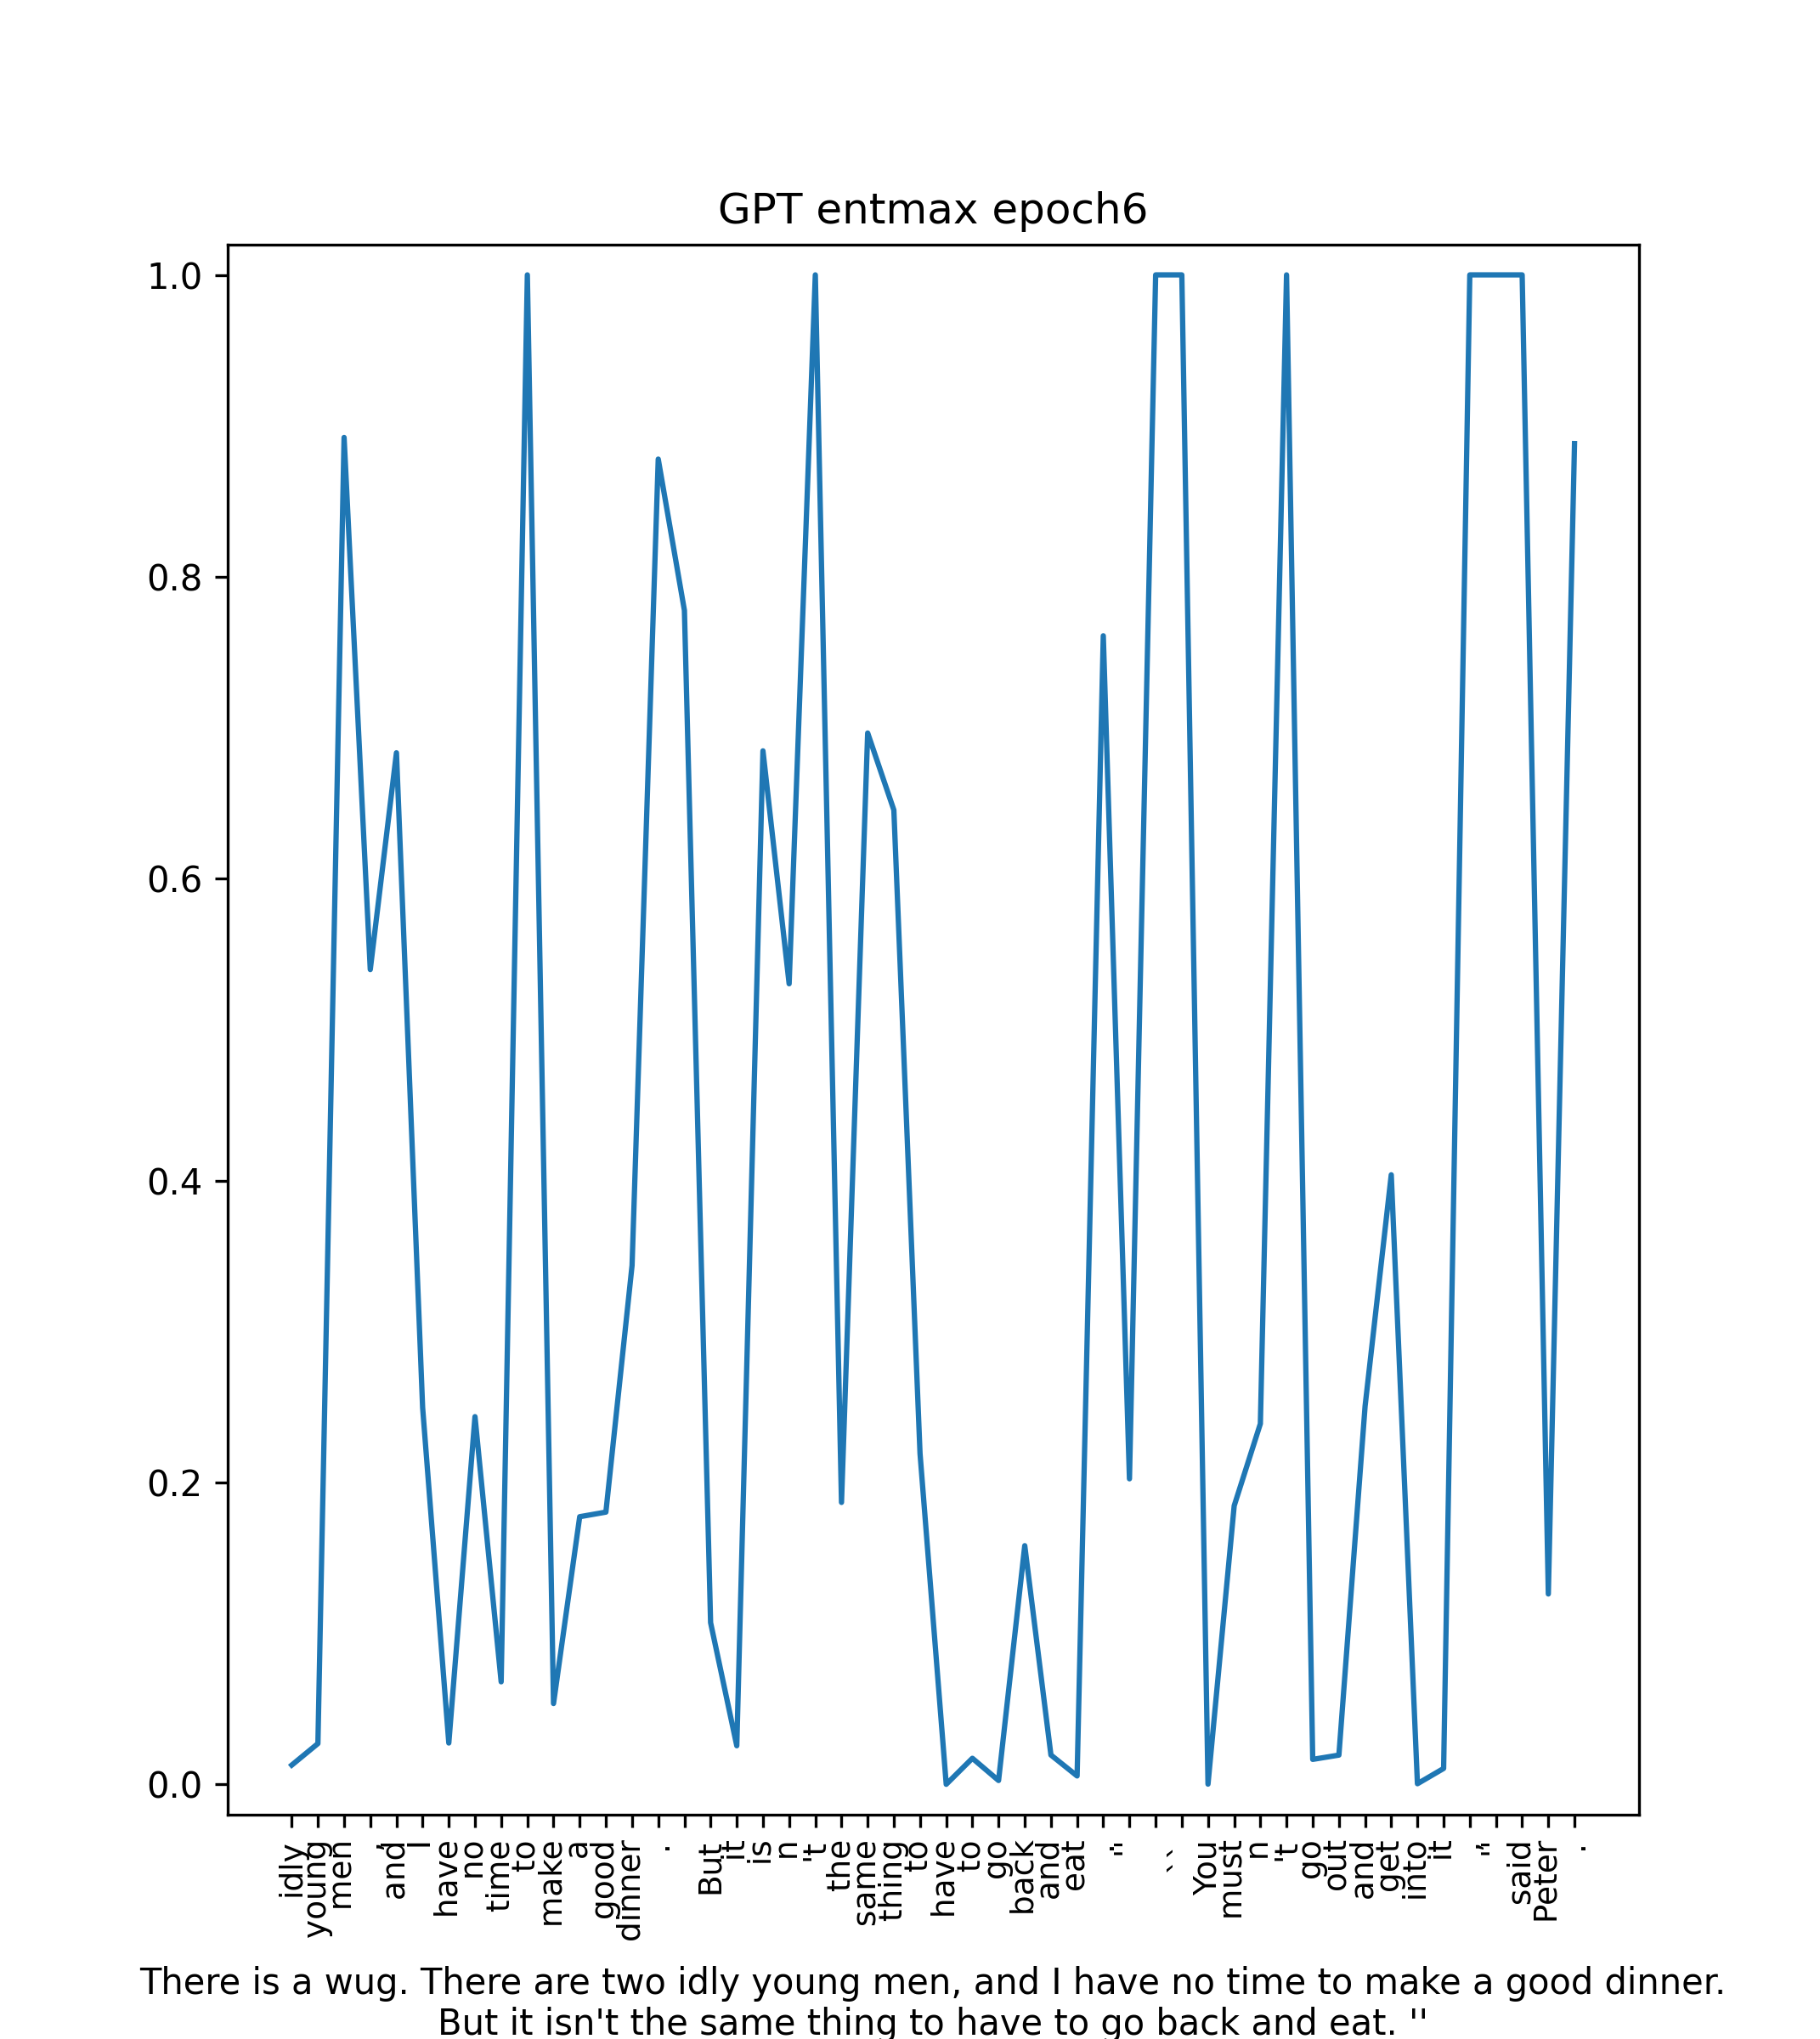 GPT entmax epoch6
1.0
0.8
0.6
0.4
0.2
0.0
idly
young
men
,
and
I
have
no
time
to
make
a
good
dinner
.
But
it
is
n
't
the
same
thing
to
have
to
go
back
and
eat
.
''
``
You
must
n
't
go
out
and
get
into
it
,
''
said
Peter
.
There is a wug. There are two idly young men, and I have no time to make a good dinner.
But it isn't the same thing to have to go back and eat. ''